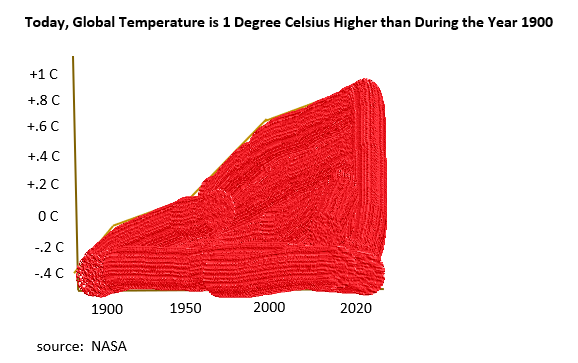 Today, Global Temperature is 1 Degree Celsius Higher than During the Year 1900
+1 C
+.8 C
+.6 C
+.4 C
+.2 C
0 C
-.2 C
-.4 C
1900 1950 2000 2020
source: NASA